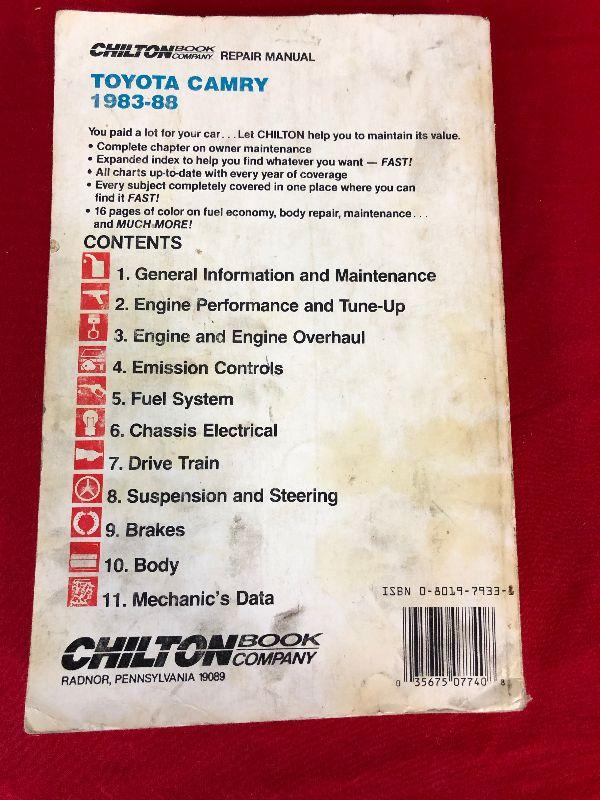 CHILTON BOOK COMPANY REPAIR MANUAL
TOYOTA CAMRY
1983-88
You paid a lot for your car... Let CHILTON help you to maintain its value.
• Complete chapter on owner maintenance
• Expanded index to help you find whatever you want — FAST!
• All charts up-to-date with every year of coverage
• Every subject completely covered in one place where you can
find it FAST!
• 16 pages of color on fuel economy, body repair, maintenance...
and MUCH MORE!
CONTENTS
1. General Information and Maintenance
2. Engine Performance and Tune-Up
3. Engine and Engine Overhaul
4. Emission Controls
5. Fuel System
6. Chassis Electrical
7. Drive Train
8. Suspension and Steering
9. Brakes
10. Body
11. Mechanic's Data
ISBN 0-8019-7933-
CHILTON BOOK COMPANY
RADNOR, PENNSYLVANIA 19089
0 35675 07740 8